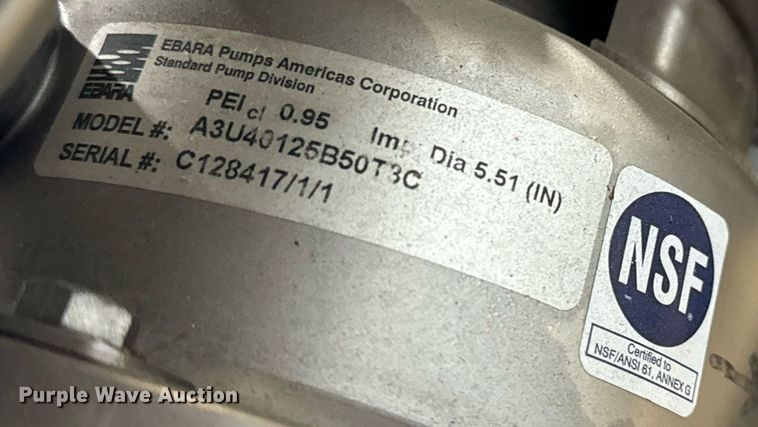 EBARA
EBARA Pumps Americas Corporation
Standard Pump Division
PEI cl 0.95 Dia 5.51 (IN)
MODEL #: A3U40125B50T3C
SERIAL #: C128417/1/1
NSF®
Certified to
NSF/ANSI 61, ANNEX G
Purple Wave Auction